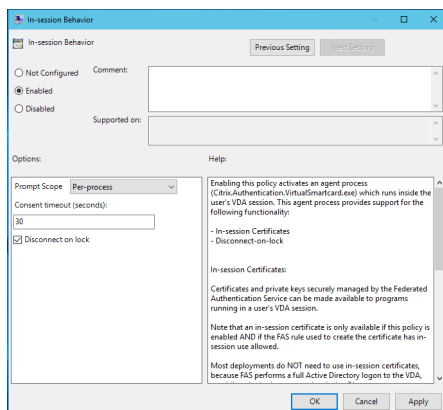 In-session Behavior
In-session Behavior
Previous Setting
Next Setting
Not Configured
Comment:
Enabled
Disabled
Supported on:
Options:
Help:
Prompt Scope Per-process
Consent timeout (seconds):
30
Disconnect on lock
Enabling this policy activates an agent process
(Citrix.Authentication.VirtualSmartcard.exe) which runs inside the
user's VDA session. This agent process provides support for the
following functionality:
- In-session Certificates
- Disconnect-on-lock
In-session Certificates:
Certificates and private keys securely managed by the Federated
Authentication Service can be made available to programs
running in a user's VDA session.
Note that an in-session certificate is only available if this policy is
enabled AND if the FAS rule used to create the certificate has in-
session use allowed.
Most deployments do NOT need to use in-session certificates,
because FAS performs a full Active Directory logon to the VDA,
OK
Cancel
Apply